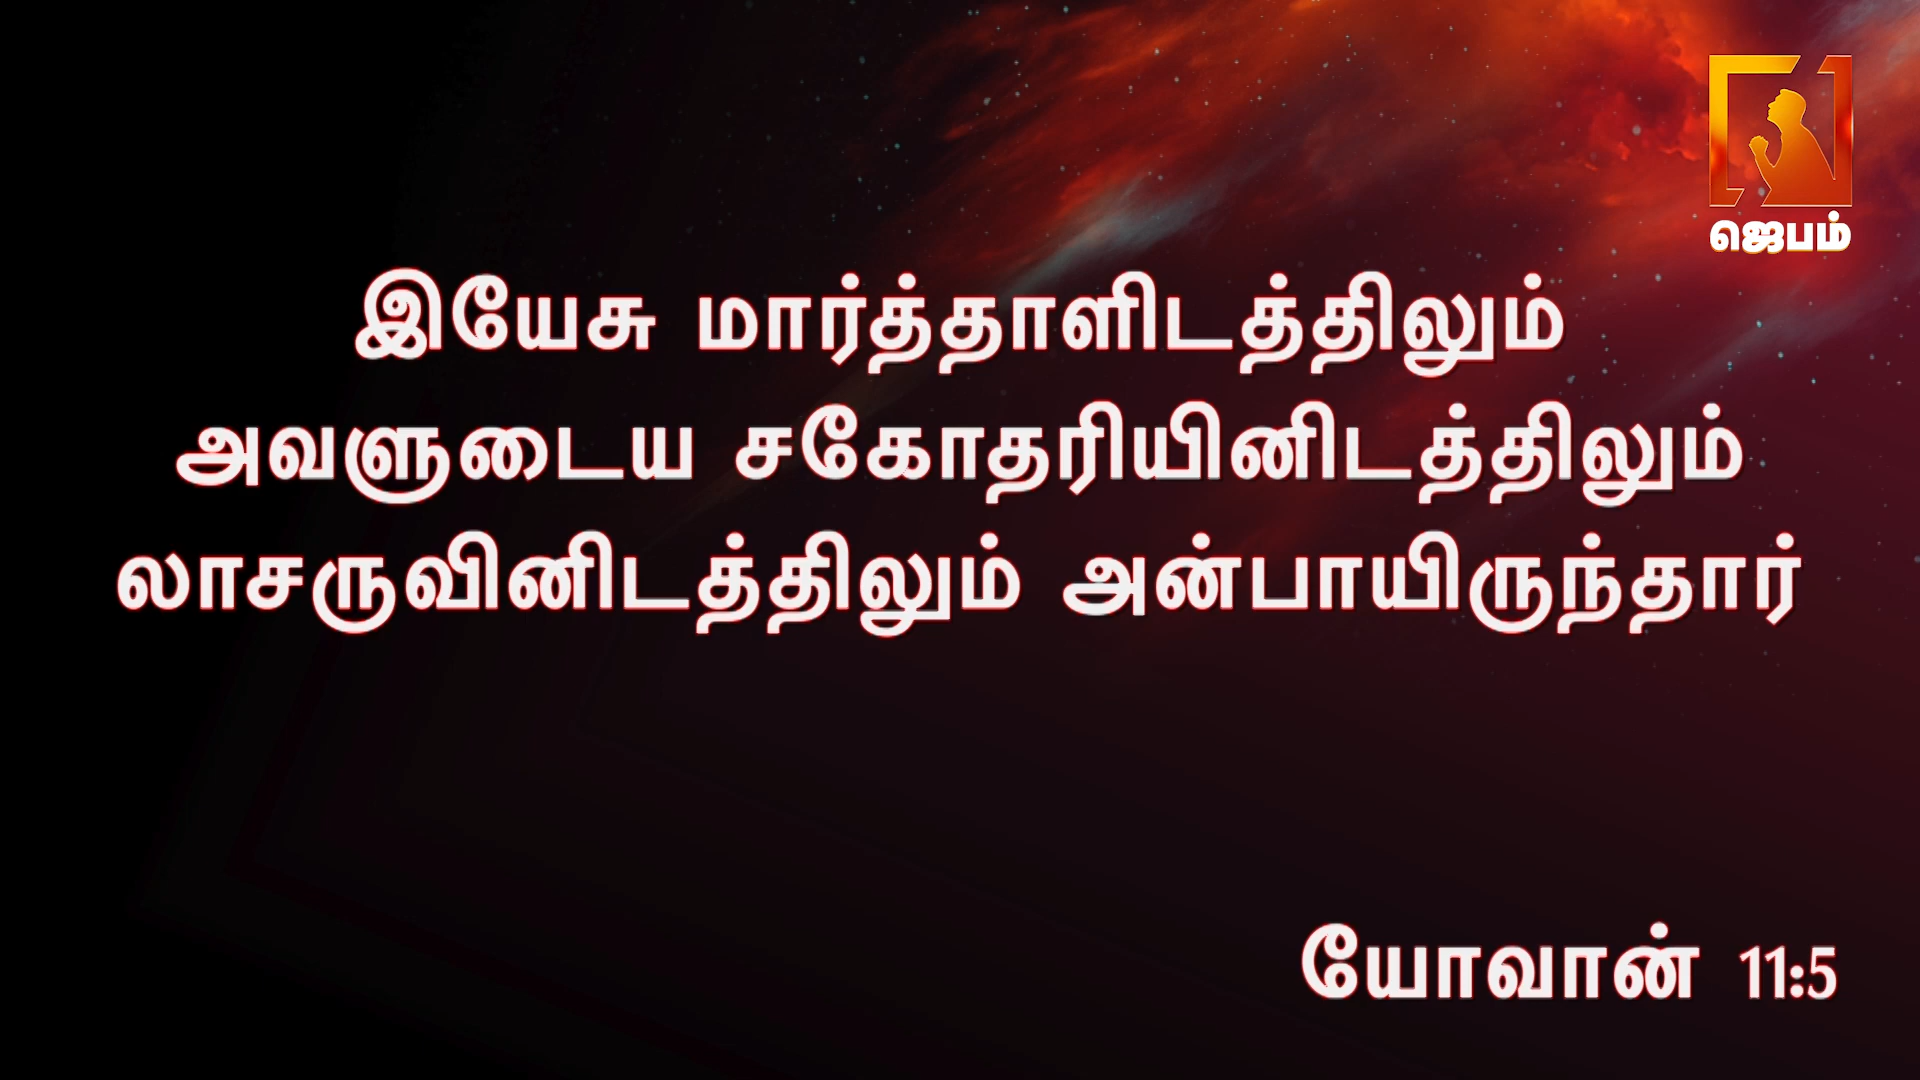 ஜெபம்
இயேசு மார்த்தாளிடத்திலும்
அவளுடைய சகோதரியினிடத்திலும்
லாசருவினிடத்திலும் அன்பாயிருந்தார்
யோவான் 11:5